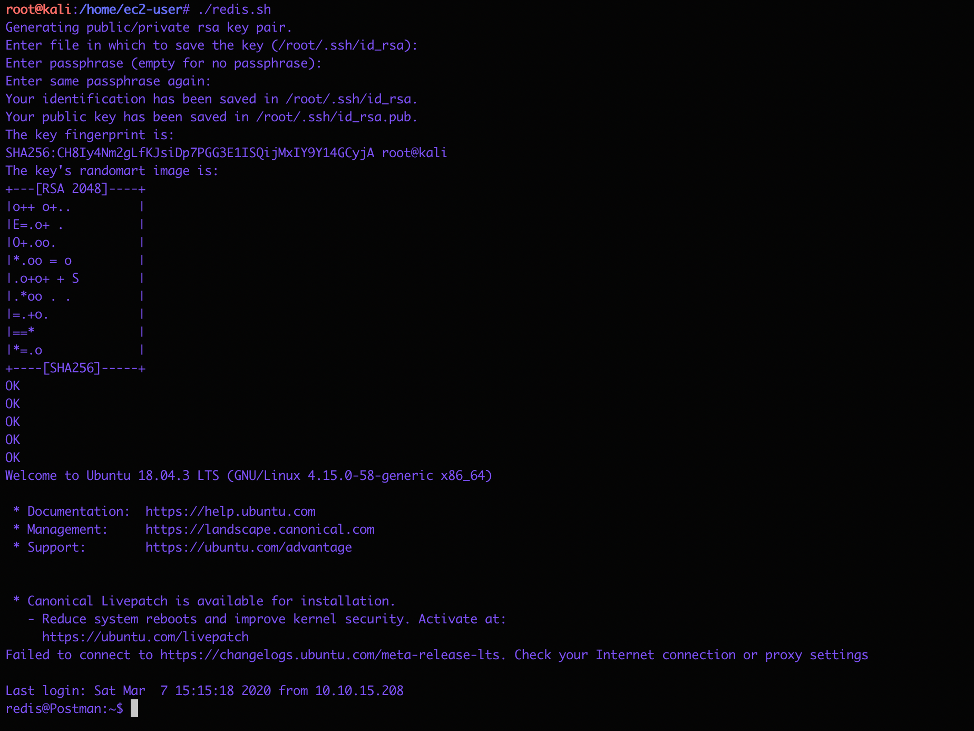 root@kali:/home/ec2-user# ./redis.sh
Generating public/private rsa key pair.
Enter file in which to save the key (/root/.ssh/id_rsa):
Enter passphrase (empty for no passphrase):
Enter same passphrase again:
Your identification has been saved in /root/.ssh/id_rsa.
Your public key has been saved in /root/.ssh/id_rsa.pub.
The key fingerprint is:
SHA256:CH8Iy4Nm2gLfKJsiDp7PGG3E1ISQijMxIY9Y14GCyjA root@kali
The key's randomart image is:
+---[RSA 2048]----+
|o++ o+..         |
|E=.o+ .          |
|O+.oo.           |
|*.oo = o         |
|.o+o+ + S        |
|.*oo . .         |
|=.+o.            |
|==*              |
|*=.o             |
+----[SHA256]-----+
OK
OK
OK
OK
OK
Welcome to Ubuntu 18.04.3 LTS (GNU/Linux 4.15.0-58-generic x86_64)
* Documentation:  https://help.ubuntu.com
* Management:     https://landscape.canonical.com
* Support:        https://ubuntu.com/advantage
* Canonical Livepatch is available for installation.
- Reduce system reboots and improve kernel security. Activate at:
https://ubuntu.com/livepatch
Failed to connect to https://changelogs.ubuntu.com/meta-release-lts. Check your Internet connection or proxy settings
Last login: Sat Mar  7 15:15:18 2020 from 10.10.15.208
redis@Postman:~$